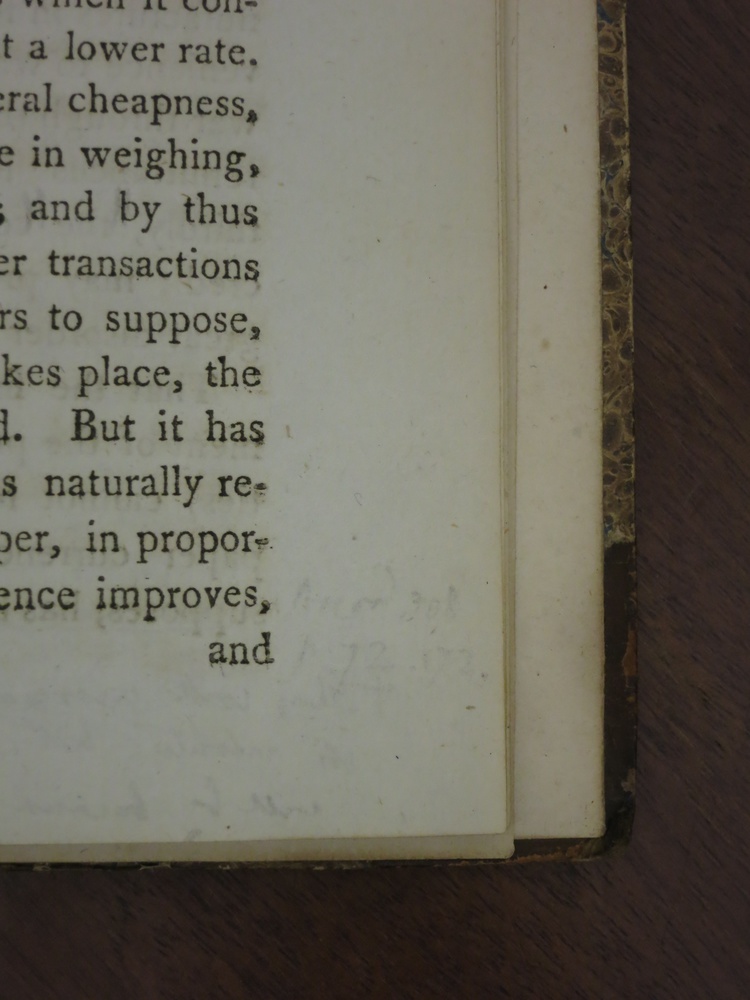 which it con-
t a lower rate.
eral cheapness,
e in weighing,
; and by thus
er transactions
rs to suppose,
kes place, the
d. But it has
s naturally re-
per, in propor-
ence improves,
and